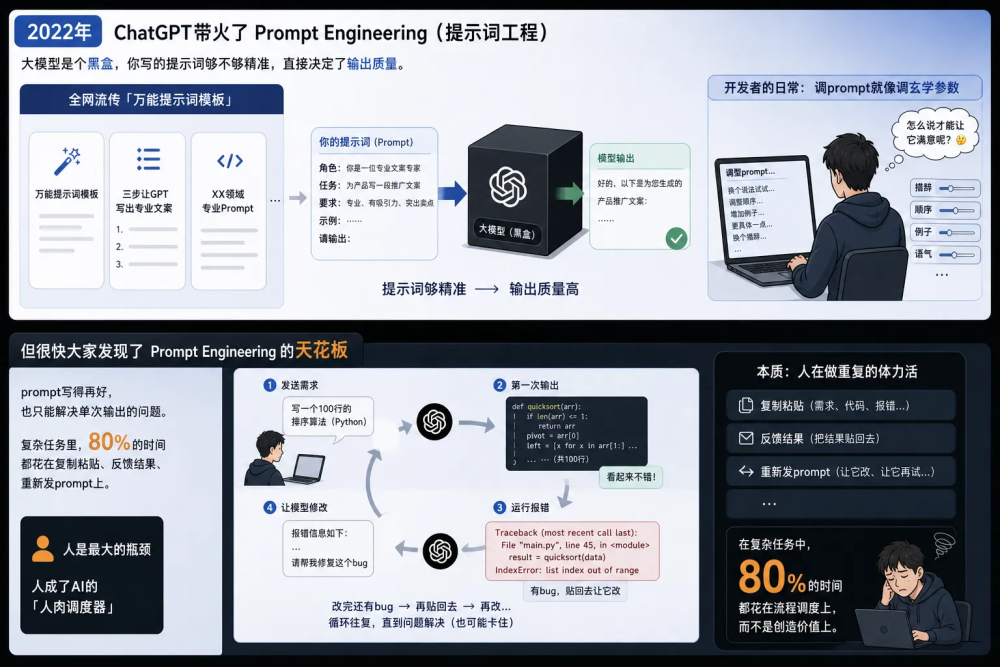 2022年
ChatGPT带火了 Prompt Engineering（提示词工程）
大模型是个黑盒，你写的提示词够不够精准，直接决定了输出质量。
全网流传「万能提示词模板」
万能提示词模板
三步让GPT
写出专业文案
1.
2.
3.
XX领域
专业Prompt
...
你的提示词 (Prompt)
角色：你是一位专业文案专家
任务：为产品写一段推广文案
要求：专业、有吸引力、突出卖点
示例：……
请输出：
大模型（黑盒）
模型输出
好的，以下是为您生成的
产品推广文案：
……
提示词够精准 → 输出质量高
开发者的日常：调prompt就像调玄学参数
怎么说才能让
它满意呢？🤔
调型prompt...
换个说法试试...
调整顺序...
增加例子...
更具体一点...
换个措辞...
...
措辞
顺序
例子
语气
...
但很快大家发现了 Prompt Engineering 的天花板
prompt写得再好，
也只能解决单次输出的问题。
复杂任务里，80%的时间
都花在复制粘贴、反馈结果、
重新发prompt上。
人是最大的瓶颈
人成了AI的
「人肉调度器」
1 发送需求
写一个100行的
排序算法（Python）
2 第一次输出
def quicksort(arr):
if len(arr) <= 1:
return arr
pivot = arr[0]
left = [x for x in arr[1:] ...
... ...（共100行）
看起来不错！
3 运行报错
Traceback (most recent call last):
File "main.py", line 45, in <module>
result = quicksort(data)
IndexError: list index out of range
有bug，贴回去让它改
4 让模型修改
报错信息如下：
...
请帮我修复这个bug
改完还有bug → 再贴回去 → 再改...
循环往复，直到问题解决（也可能卡住）
本质：人在做重复的体力活
复制粘贴（需求、代码、报错...）
反馈结果（把结果贴回去）
重新发prompt（让它改、让它再试...）
...
在复杂任务中，
80%的时间
都花在流程调度上，
而不是创造价值上。